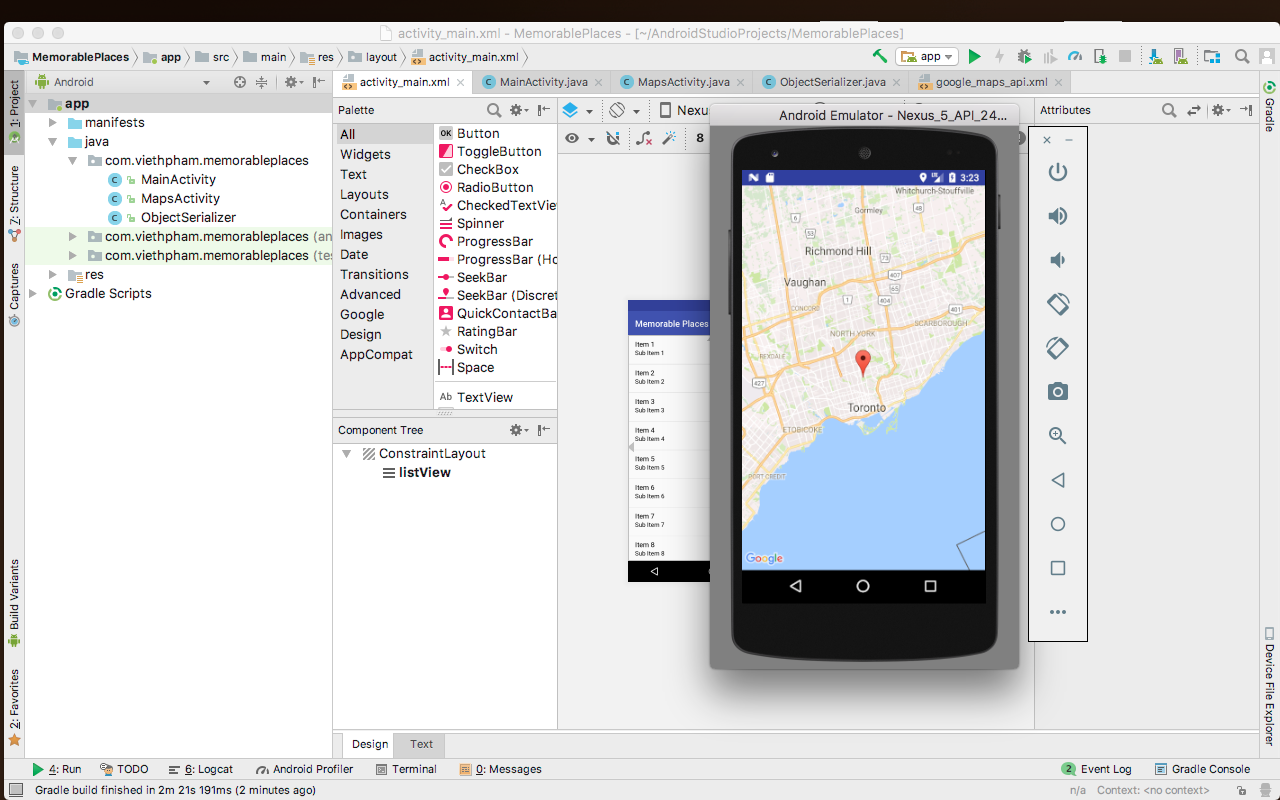 activity_main.xml - MemorablePlaces - [~/AndroidStudioProjects/MemorablePlaces]
MemorablePlaces app src main res layout activity_main.xml app
Android
activity_main.xml MainActivity.java MapsActivity.java ObjectSerializer.java google_maps_api.xml
1: Project
7: Structure
Captures
Build Variants
2: Favorites
app
manifests
java
com.viethpham.memorableplaces
MainActivity
MapsActivity
ObjectSerializer
com.viethpham.memorableplaces (an
com.viethpham.memorableplaces (tes
res
Gradle Scripts
Palette
All
Widgets
Text
Layouts
Containers
Images
Date
Transitions
Advanced
Google
Design
AppCompat
OK Button
ToggleButton
CheckBox
RadioButton
CheckedTextVie
Spinner
ProgressBar
ProgressBar (Ho
SeekBar
SeekBar (Discret
QuickContactBa
RatingBar
Switch
Space
Ab TextView
Component Tree
ConstraintLayout
listView
Nexu
8
Memorable Places
Item 1
Sub Item 1
Item 2
Sub Item 2
Item 3
Sub Item 3
Item 4
Sub Item 4
Item 5
Sub Item 5
Item 6
Sub Item 6
Item 7
Sub Item 7
Item 8
Sub Item 8
Android Emulator - Nexus_5_API_24...
3:23
Whitchurch-Stouffville
Gormley
48
6
53
Richmond Hill
73
407
Vaughan
65
1
404
401
CONCORD
SCARBOROUGH
NORTH YORK
REXDALE
427
Toronto
ETOBICOKE
PORT CREDIT
Google
Attributes
Gradle
Device File Explorer
Design Text
4: Run TODO 6: Logcat Android Profiler Terminal 0: Messages 2 Event Log Gradle Console
Gradle build finished in 2m 21s 191ms (2 minutes ago) n/a Context: <no context>